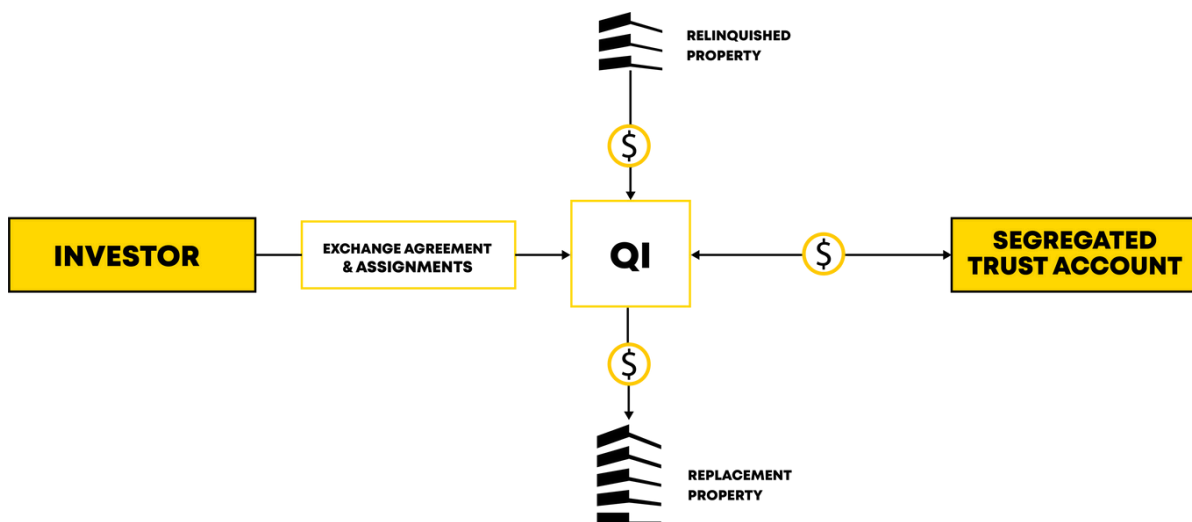 RELINQUISHED
PROPERTY
$
INVESTOR
EXCHANGE AGREEMENT
& ASSIGNMENTS
QI
$
SEGREGATED
TRUST ACCOUNT
$
REPLACEMENT
PROPERTY